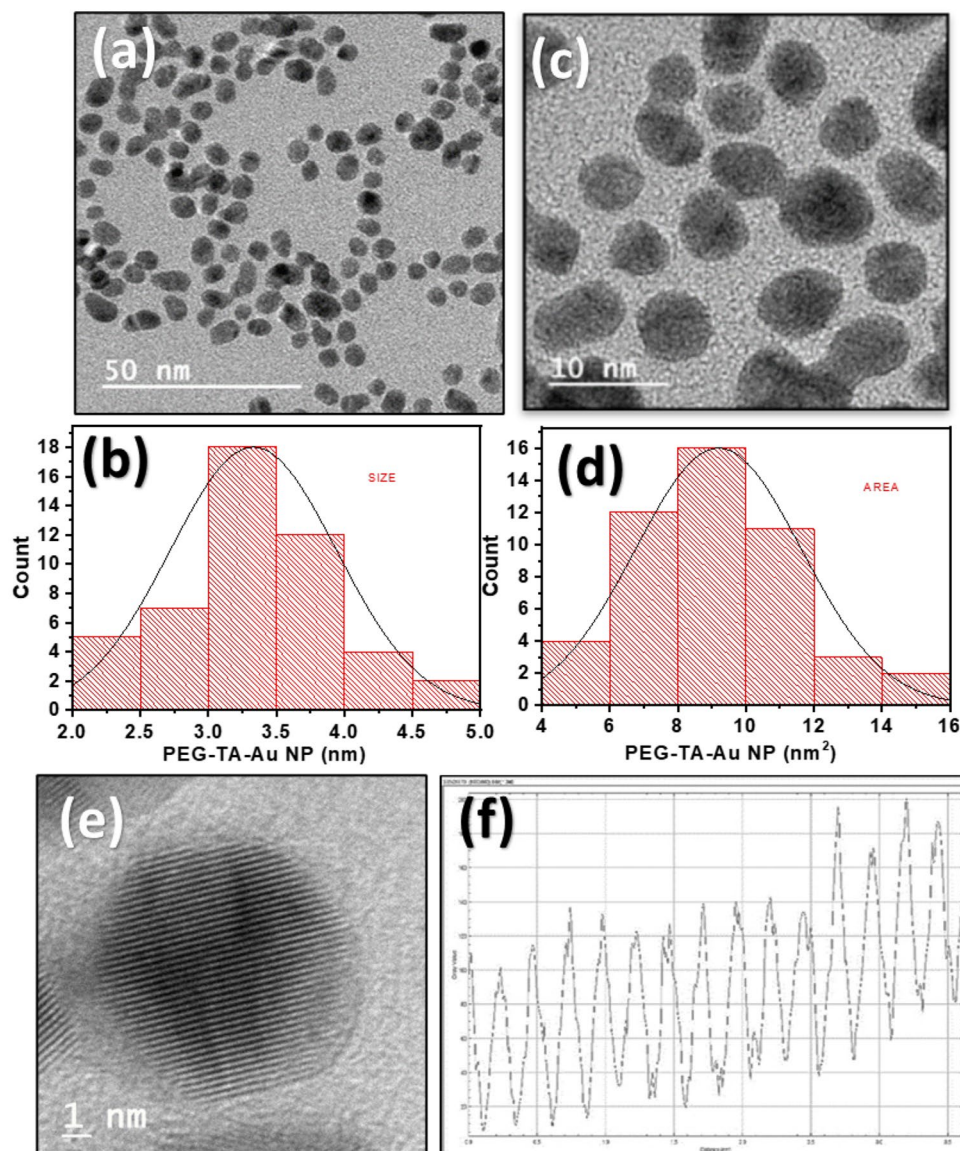 (a)
50 nm
(c)
10 nm
(b)
SIZE
Count
18
16
14
12
10
8
6
4
2
0
2.0 2.5 3.0 3.5 4.0 4.5 5.0
PEG-TA-Au NP (nm)
(d)
AREA
Count
16
14
12
10
8
6
4
2
0
4 6 8 10 12 14 16
PEG-TA-Au NP (nm²)
(e)
1 nm
(f)